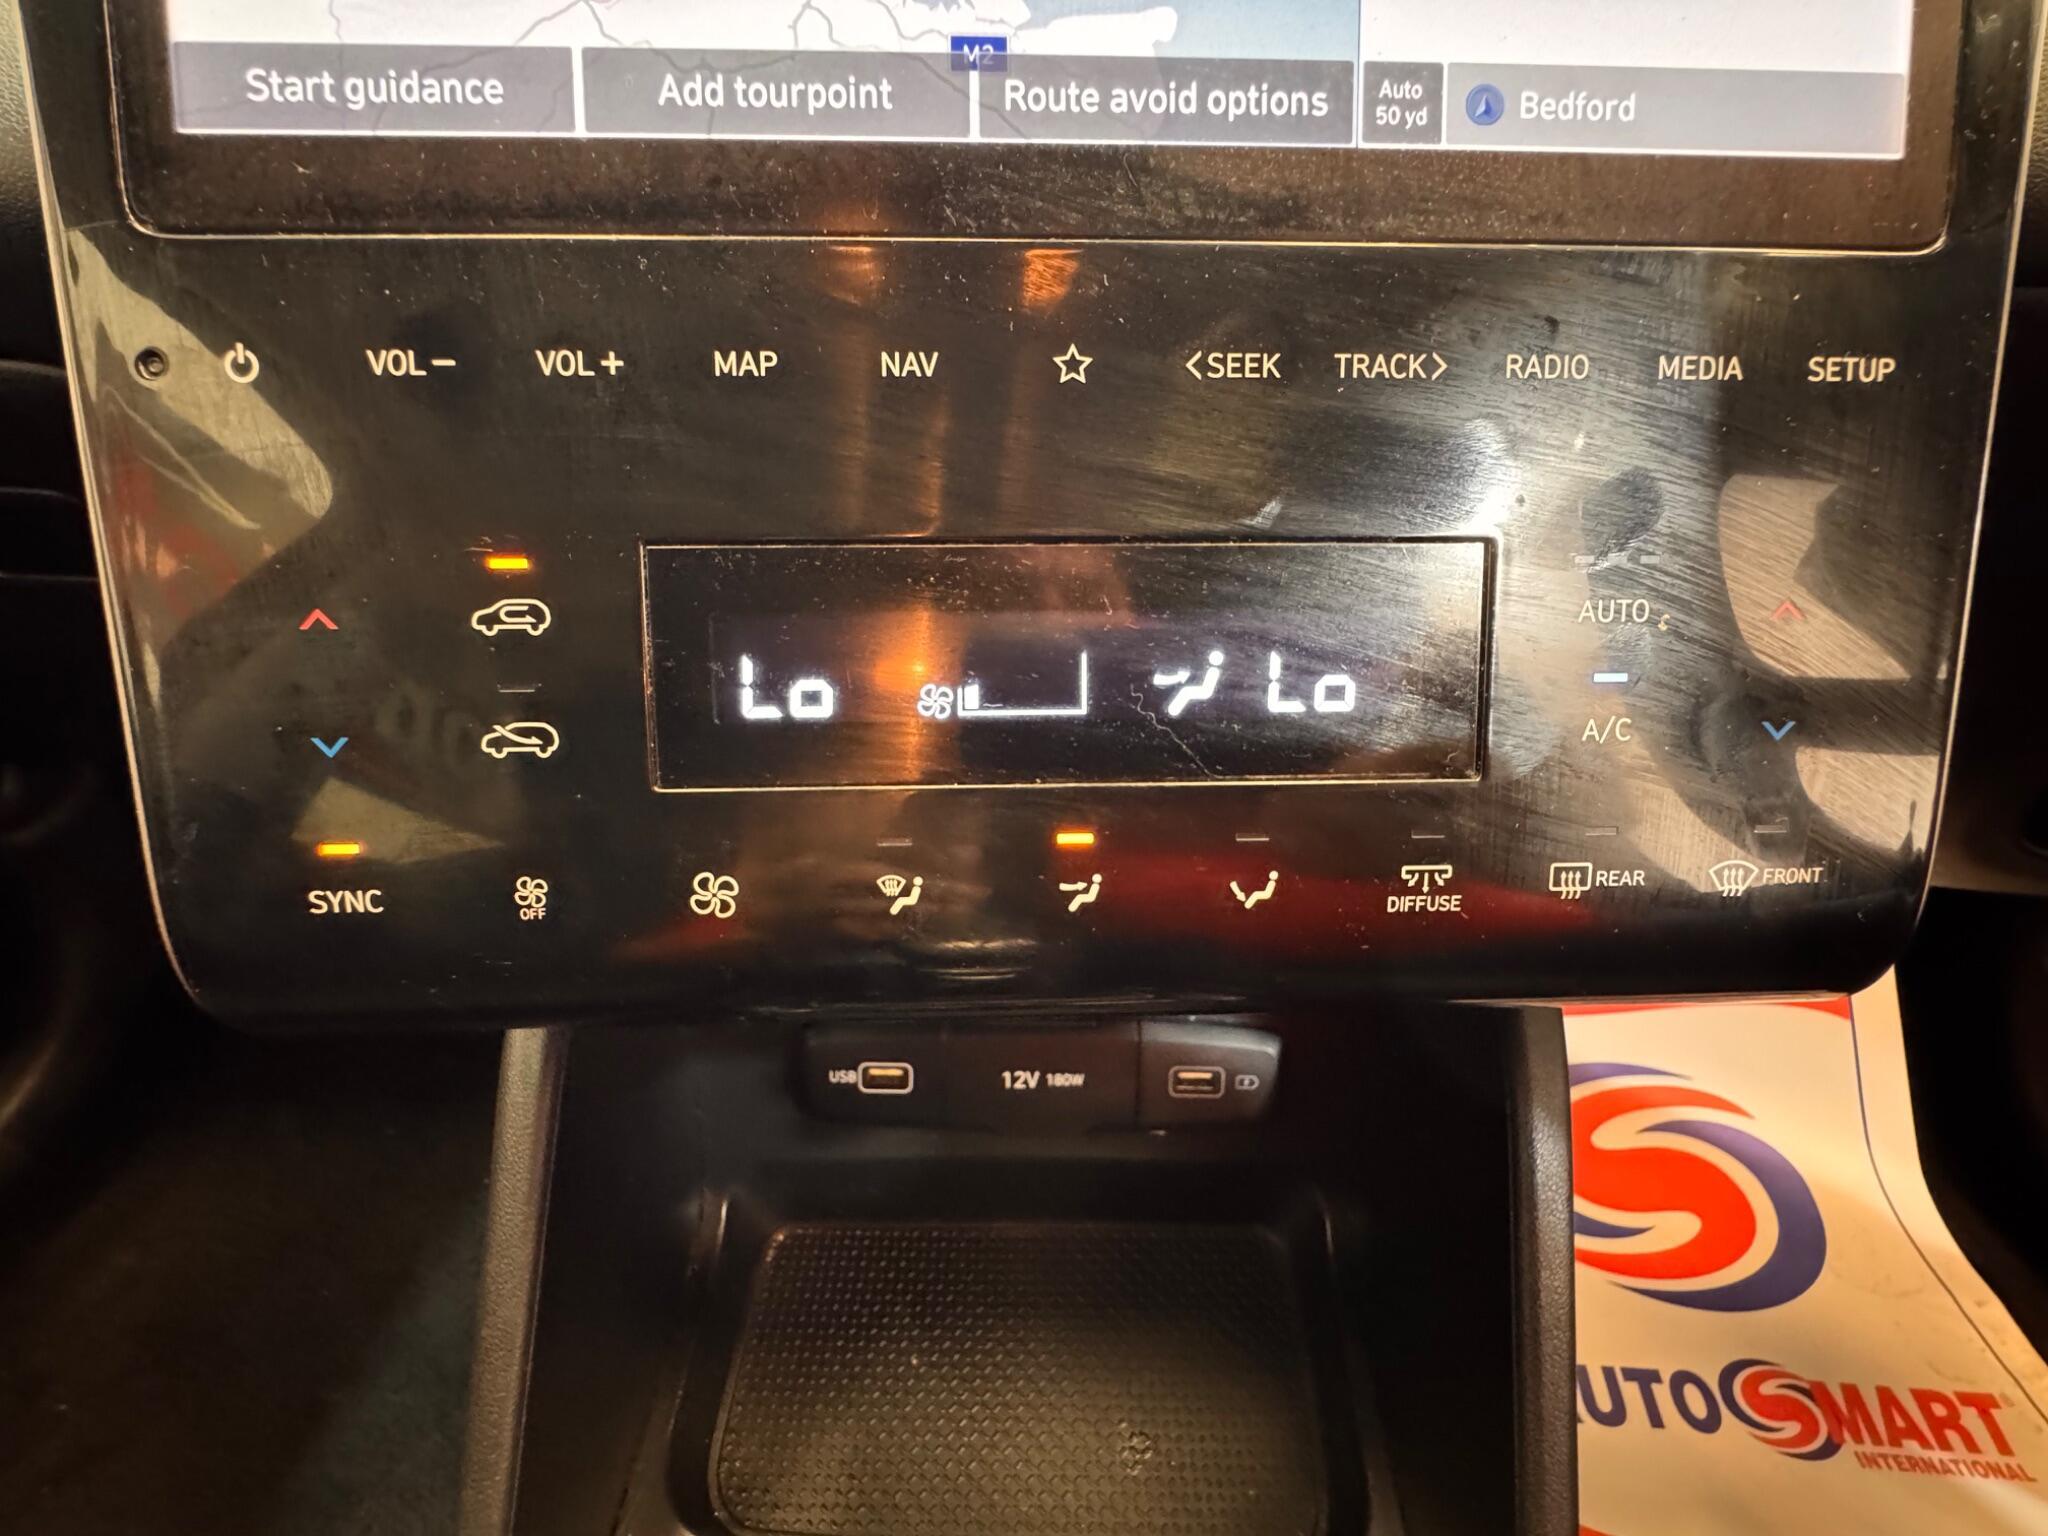 M2
Start guidance
Add tourpoint
Route avoid options
Auto
50 yd
Bedford
VOL−
VOL+
MAP
NAV
<SEEK
TRACK>
RADIO
MEDIA
SETUP
AUTO
Lo
Lo
A/C
SYNC
OFF
DIFFUSE
REAR
FRONT
USB
12V 180W
AUTOSMART
INTERNATIONAL